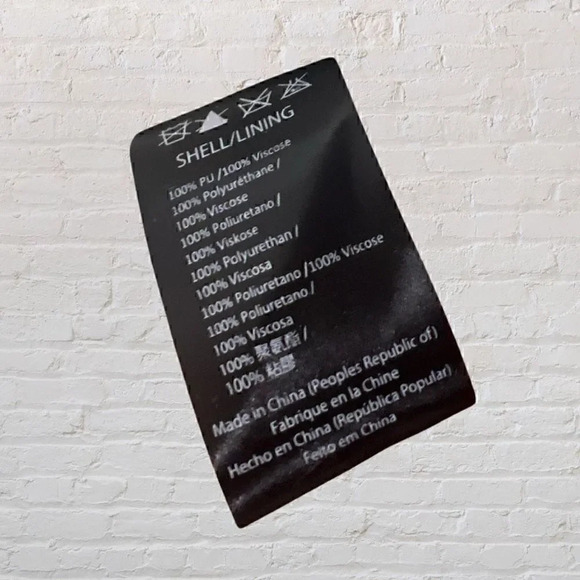 SHELL/LINING
100% PU /100% Viscose
100% Polyuréthane /
100% Viscose
100% Poliuretano /
100% Viskose
100% Polyurethan /
100% Viscosa
100% Poliuretano /100% Viscose
100% Poliuretano /
100% Viscosa
100% 聚氨酯 /
100% 粘膠
Made in China (Peoples Republic of)
Fabrique en la Chine
Hecho en China (República Popular)
Feito em China